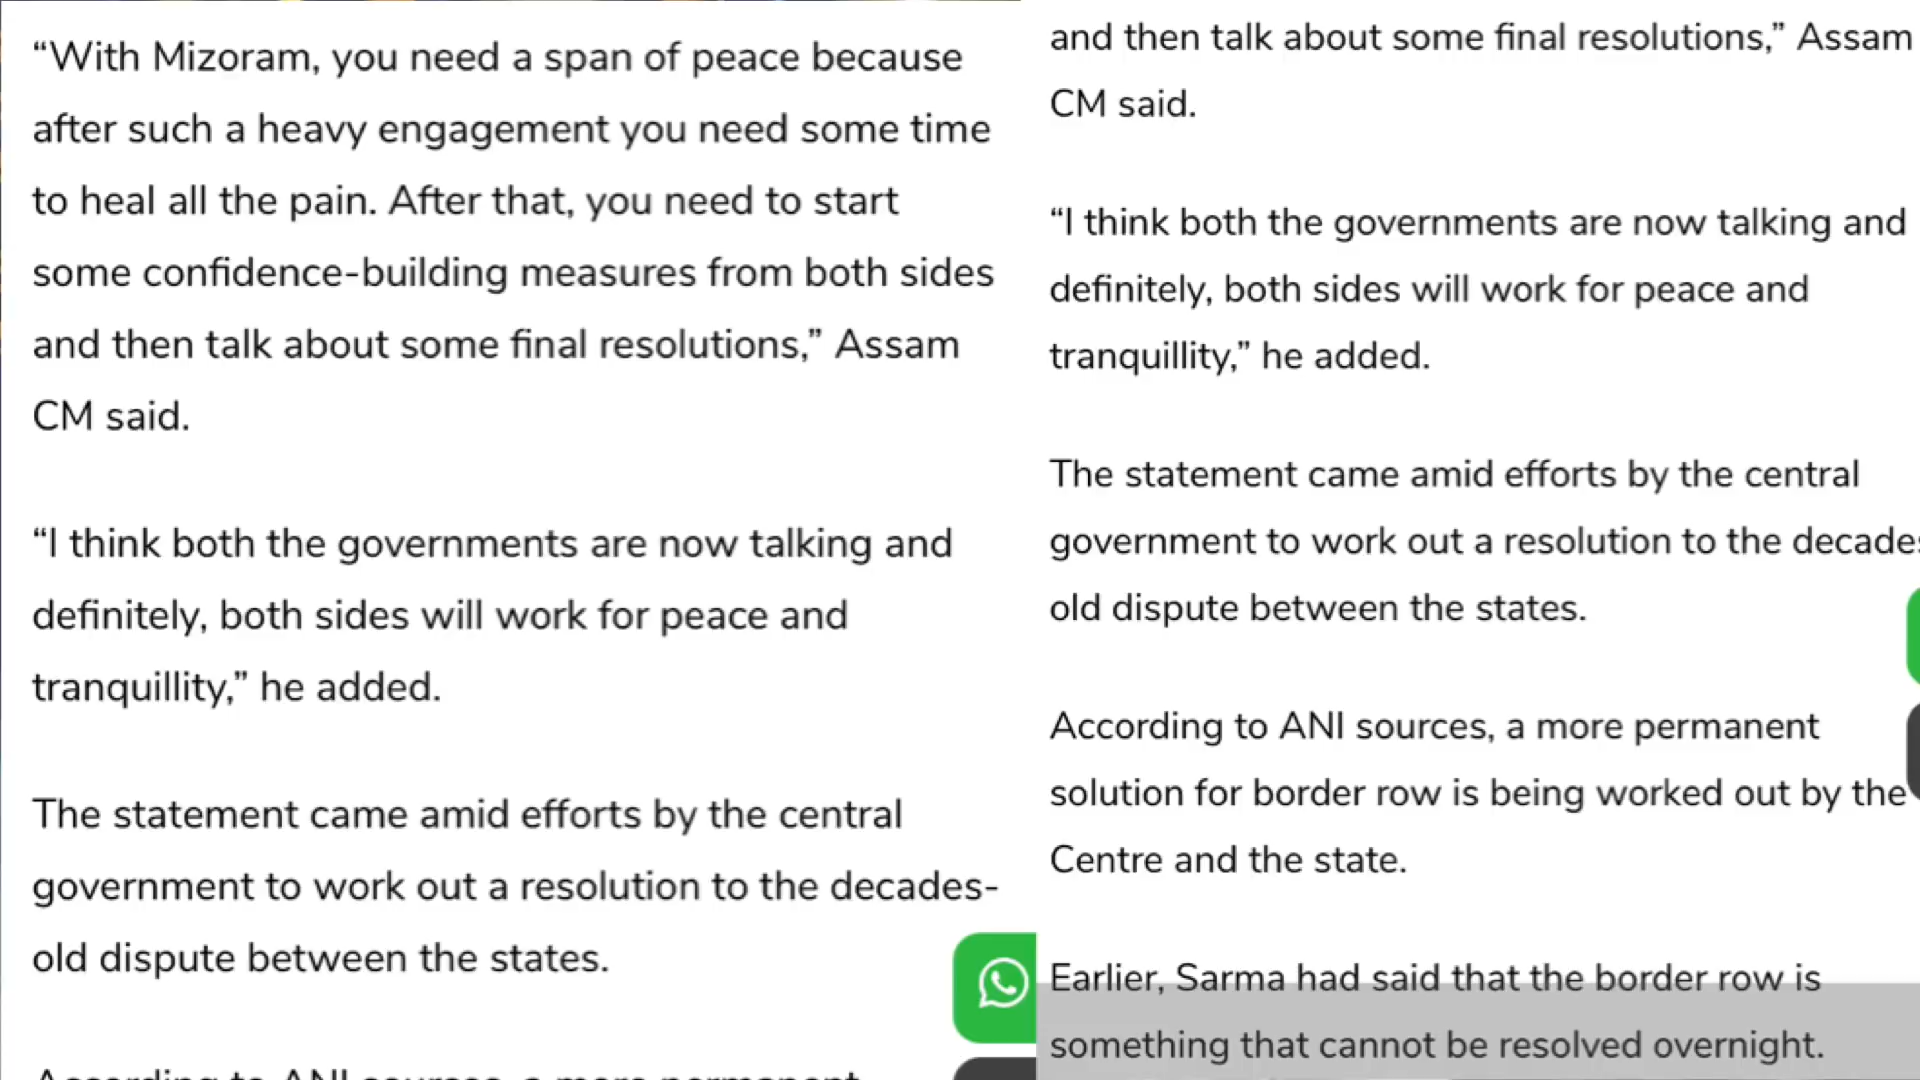 “With Mizoram, you need a span of peace because
after such a heavy engagement you need some time
to heal all the pain. After that, you need to start
some confidence-building measures from both sides
and then talk about some final resolutions,” Assam
CM said.
“I think both the governments are now talking and
definitely, both sides will work for peace and
tranquillity,” he added.
The statement came amid efforts by the central
government to work out a resolution to the decades-
old dispute between the states.
According to ANI sources, a more permanent
and then talk about some final resolutions,” Assam
CM said.
“I think both the governments are now talking and
definitely, both sides will work for peace and
tranquillity,” he added.
The statement came amid efforts by the central
government to work out a resolution to the decades
old dispute between the states.
According to ANI sources, a more permanent
solution for border row is being worked out by the
Centre and the state.
Earlier, Sarma had said that the border row is
something that cannot be resolved overnight.